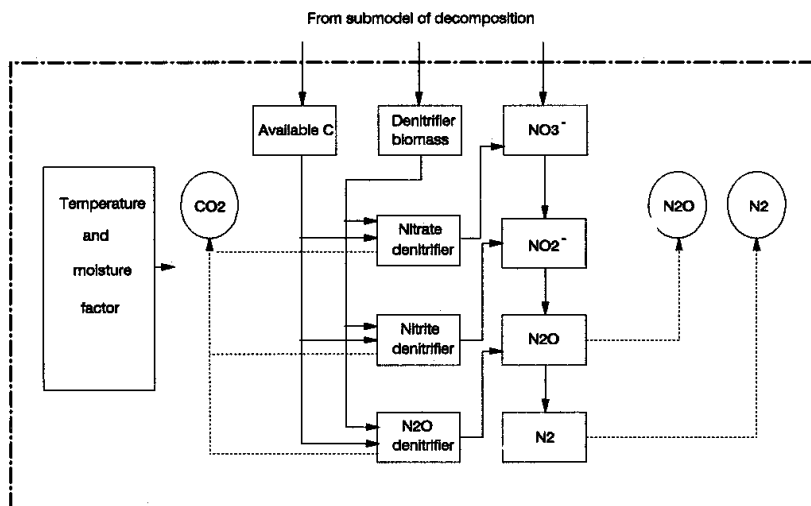 From submodel of decomposition
Available C
Denitrifier
biomass
NO3⁻
Temperature
and
moisture
factor
CO2
Nitrate
denitrifier
NO2⁻
N2O
N2
Nitrite
denitrifier
N2O
N2O
denitrifier
N2